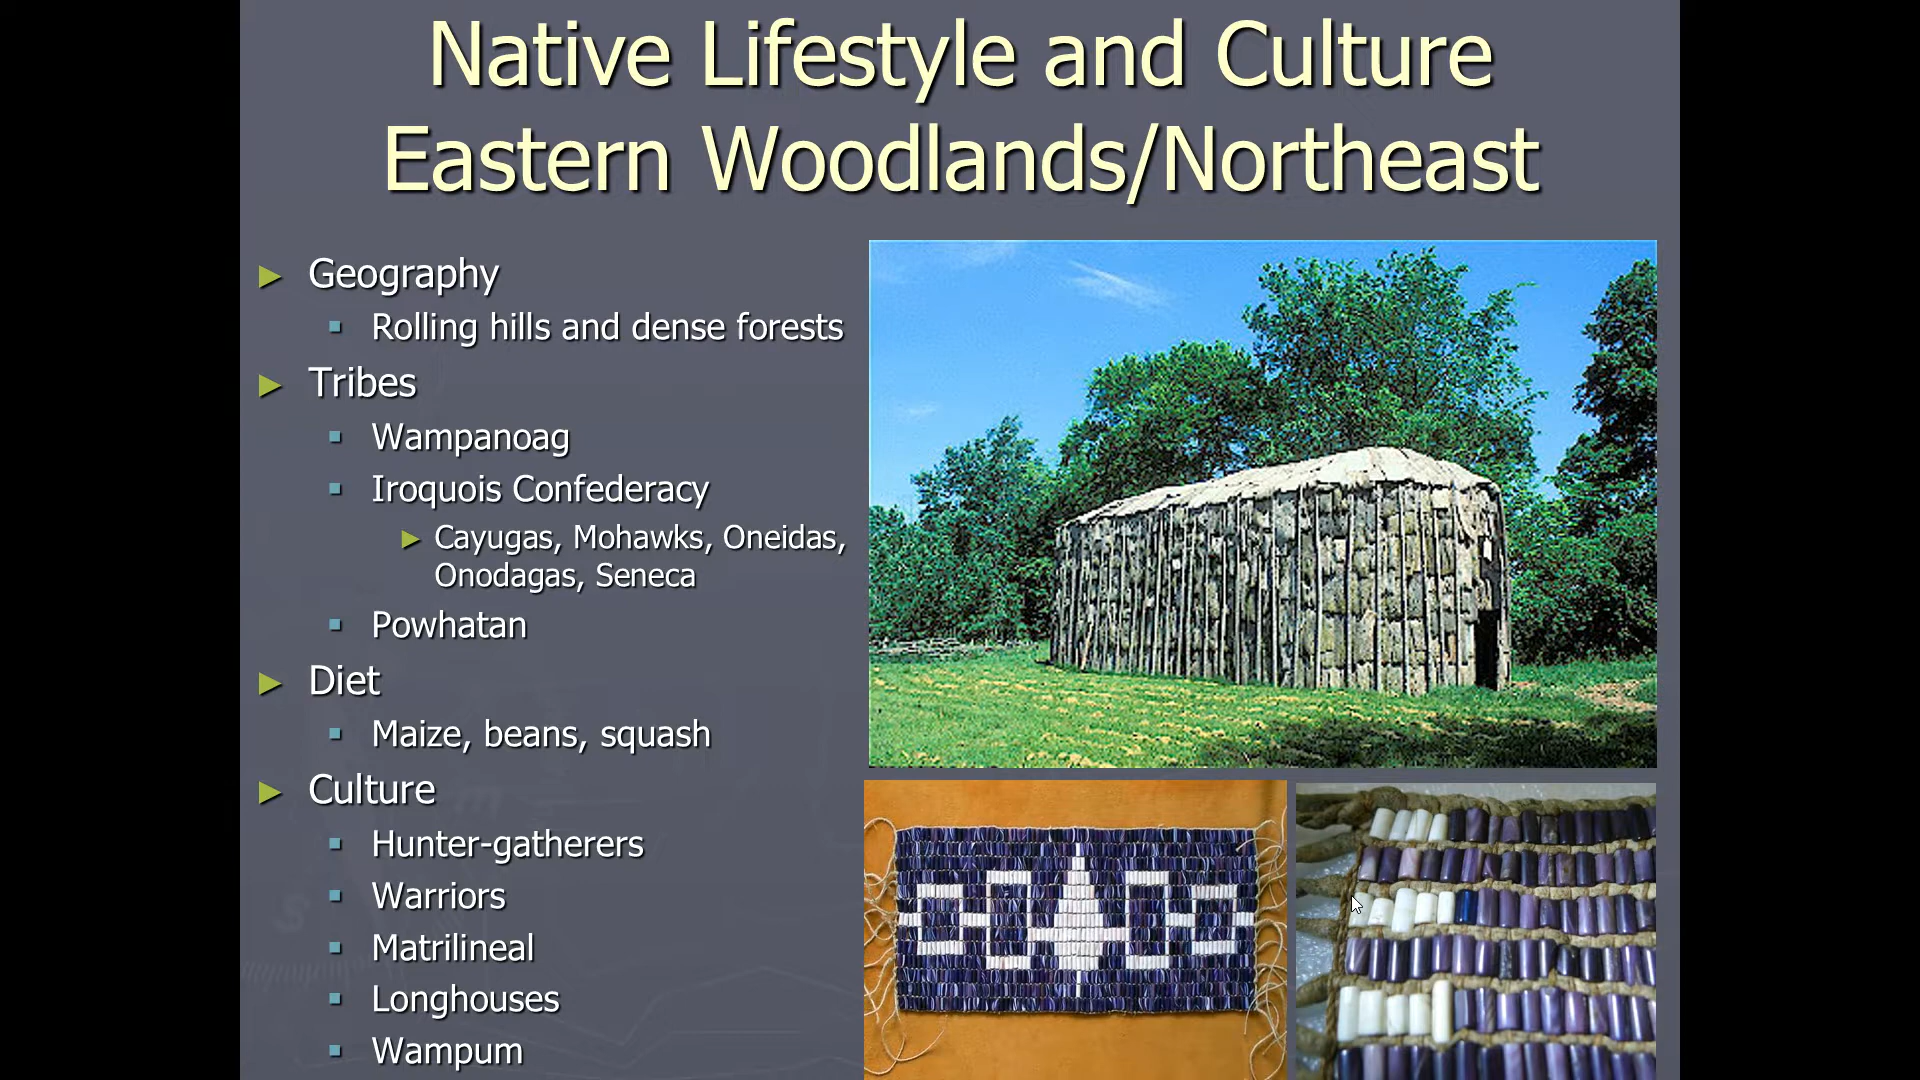 Native Lifestyle and Culture
Eastern Woodlands/Northeast
Geography
Rolling hills and dense forests
Tribes
Wampanoag
Iroquois Confederacy
Cayugas, Mohawks, Oneidas,
Onodagas, Seneca
Powhatan
Diet
Maize, beans, squash
Culture
Hunter-gatherers
Warriors
Matrilineal
Longhouses
Wampum